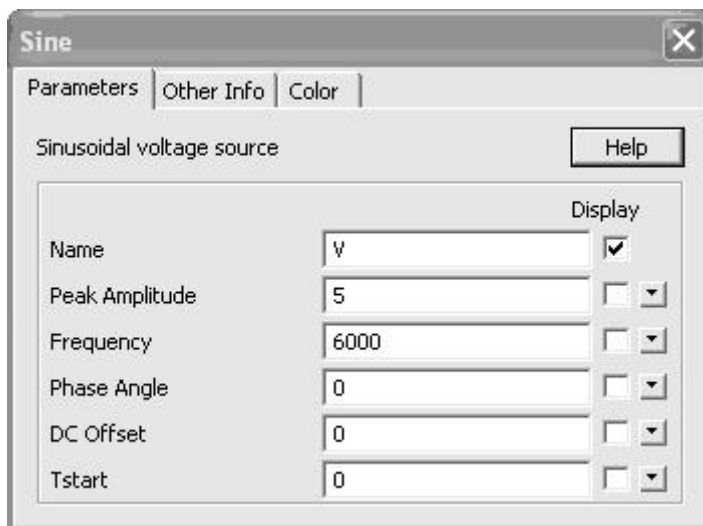 Sine
Parameters Other Info Color
Sinusoidal voltage source Help
Display
Name V
Peak Amplitude 5
Frequency 6000
Phase Angle 0
DC Offset 0
Tstart 0